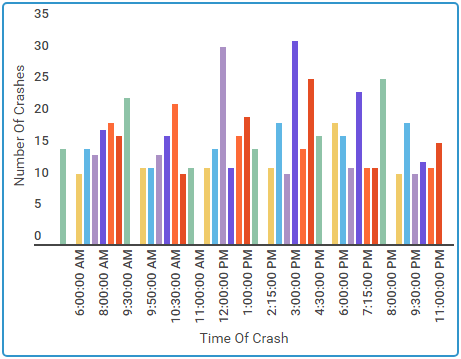 35
30
25
20
15
10
5
0
Number Of Crashes
6:00:00 AM
8:00:00 AM
9:30:00 AM
9:50:00 AM
10:30:00 AM
11:00:00 AM
12:00:00 PM
1:00:00 PM
2:15:00 PM
3:00:00 PM
4:30:00 PM
6:00:00 PM
7:15:00 PM
8:00:00 PM
9:30:00 PM
11:00:00 PM
Time Of Crash